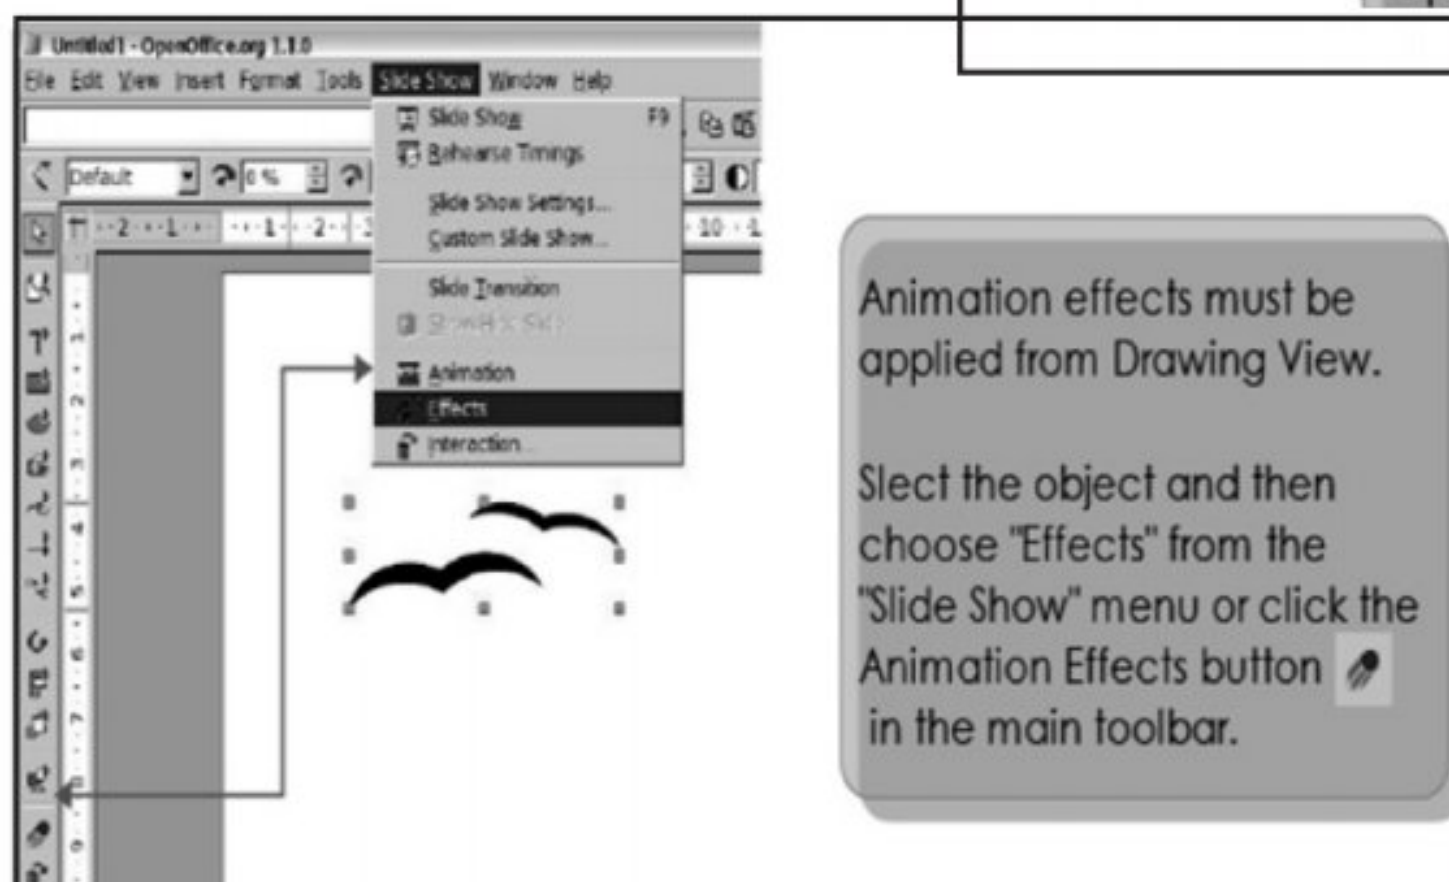 Untitled1 - OpenOffice.org 1.1.0
File Edit View Insert Format Tools Slide Show Window Help
Slide Show F9
Rehearse Timings
Default 0 %
Slide Show Settings...
Custom Slide Show...
Slide Transition
Animation
Effects
Interaction...
Animation effects must be
applied from Drawing View.
Slect the object and then
choose "Effects" from the
"Slide Show" menu or click the
Animation Effects button
in the main toolbar.